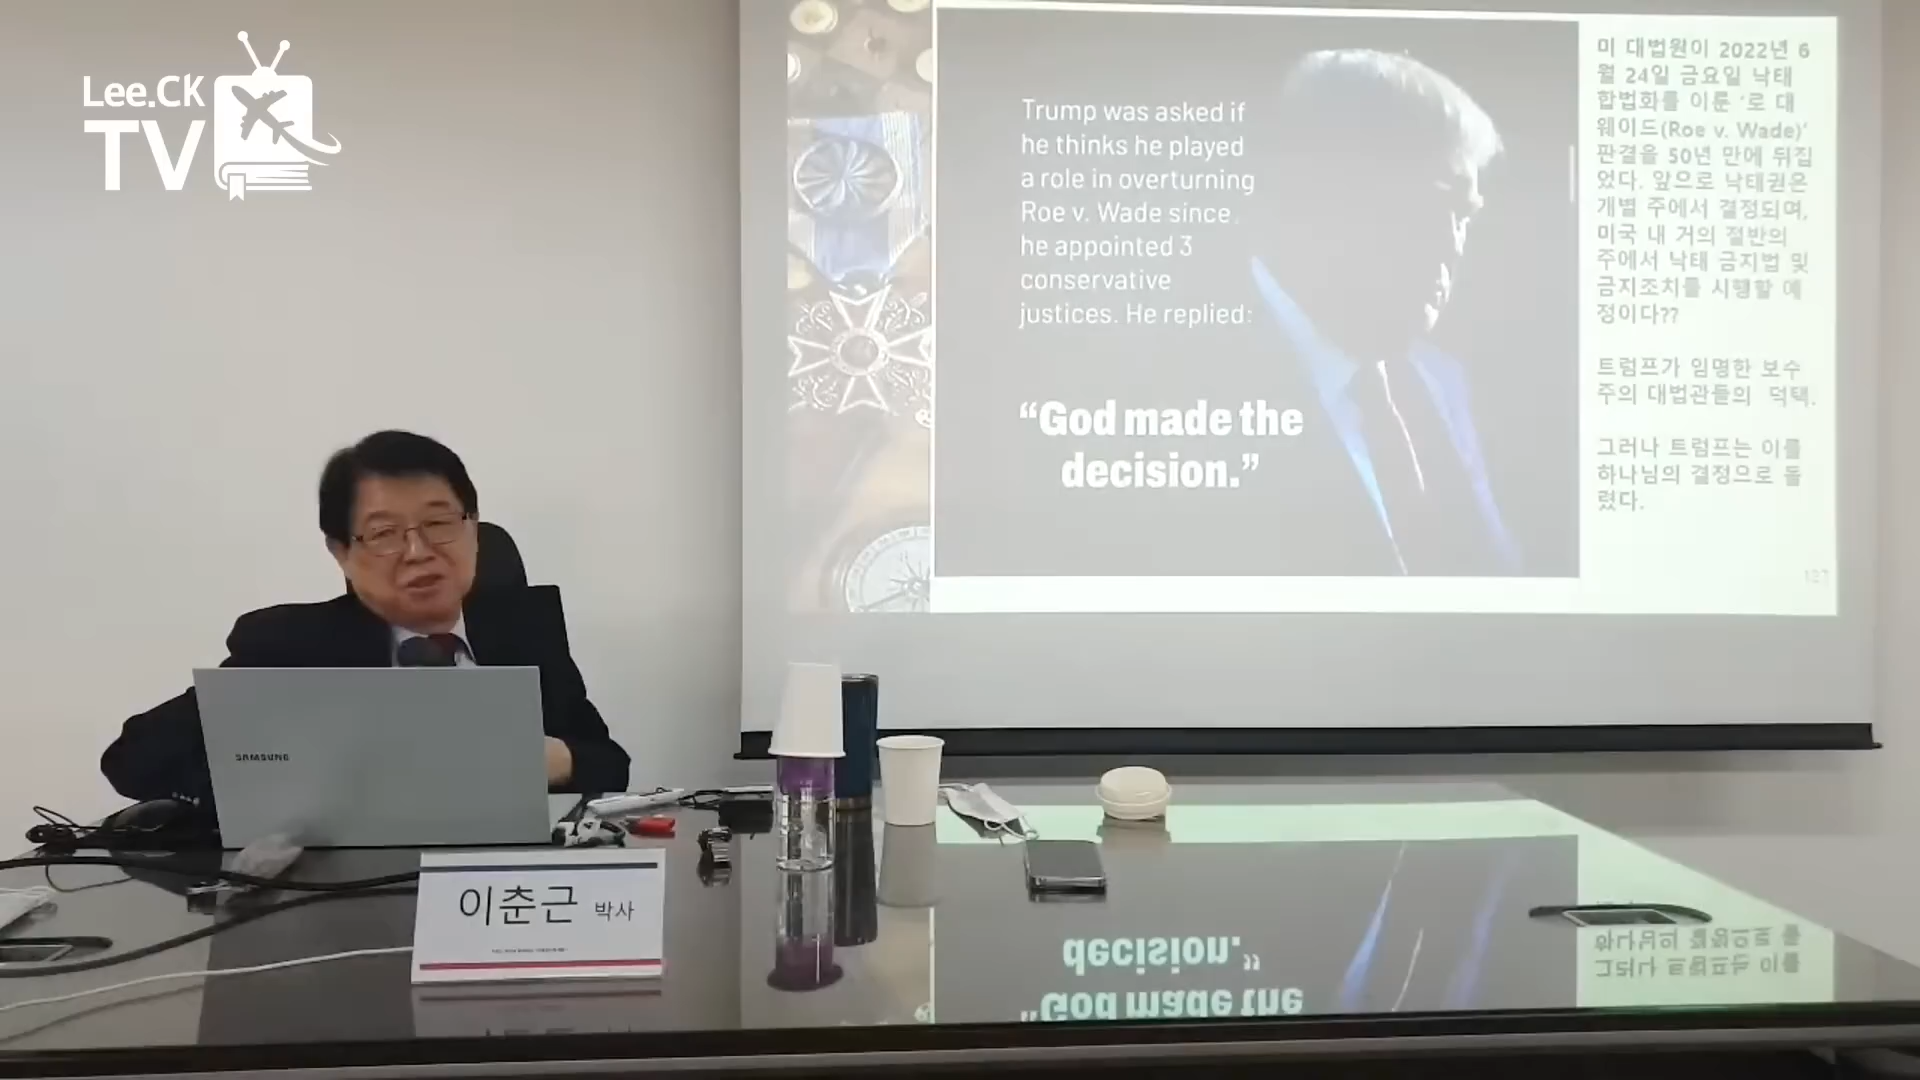 Lee.CK
TV
Trump was asked if
he thinks he played
a role in overturning
Roe v. Wade since
he appointed 3
conservative
justices. He replied:
“God made the
decision.”
미 대법원이 2022년 6
월 24일 금요일 낙태
합법화를 이룬 ‘로 대
웨이드(Roe v. Wade)’
판결을 50년 만에 뒤집
었다. 앞으로 낙태권은
개별 주에서 결정되며,
미국 내 거의 절반의
주에서 낙태 금지법 및
금지조치를 시행할 예
정이다??
트럼프가 임명한 보수
주의 대법관들의 덕택.
그러나 트럼프는 이를
하나님의 결정으로 돌
렸다.
127
SAMSUNG
이춘근 박사